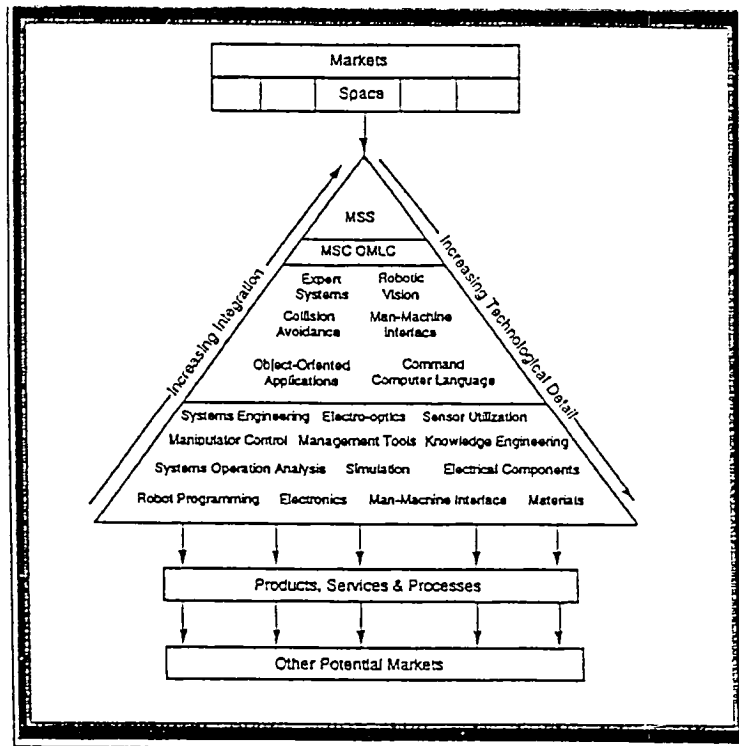 Markets
Space
MSS
MSC OMLC
Expert Systems
Robotic Vision
Collision Avoidance
Man-Machine Interface
Object-Oriented Applications
Command Computer Language
Increasing Integration
Increasing Technological Detail
Systems Engineering Electro-optics Sensor Utilization
Manipulator Control Management Tools Knowledge Engineering
Systems Operation Analysis Simulation Electrical Components
Robot Programming Electronics Man-Machine Interface Materials
Products, Services & Processes
Other Potential Markets